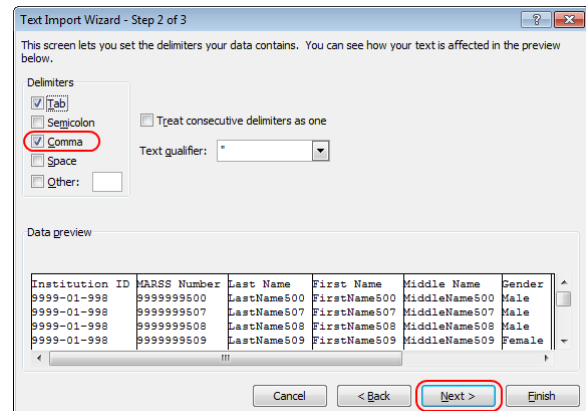 Text Import Wizard - Step 2 of 3
This screen lets you set the delimiters your data contains. You can see how your text is affected in the preview
below.
Delimiters
Tab
Semicolon
Comma
Space
Other:
Treat consecutive delimiters as one
Text qualifier: "
Data preview
Institution ID MARSS Number Last Name First Name Middle Name Gender
9999-01-998 9999999500 LastName500 FirstName500 MiddleName500 Male
9999-01-998 9999999507 LastName507 FirstName507 MiddleName507 Male
9999-01-998 9999999508 LastName508 FirstName508 MiddleName508 Male
9999-01-998 9999999509 LastName509 FirstName509 MiddleName509 Female
Cancel < Back Next > Finish